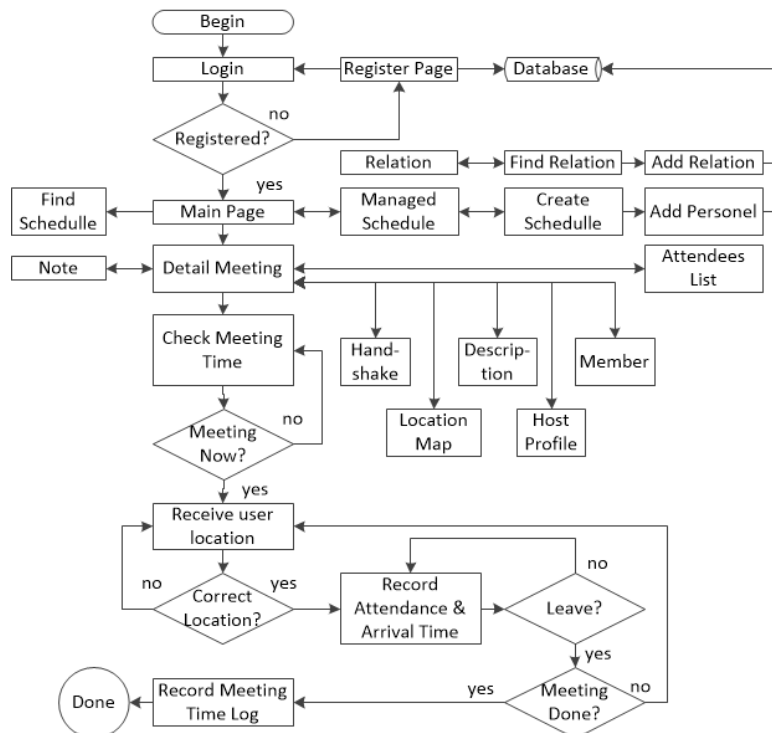 Begin
Login
Register Page
Database
no
Registered?
yes
Relation
Find Relation
Add Relation
Find
Schedulle
Main Page
Managed
Schedule
Create
Schedulle
Add Personel
Note
Detail Meeting
Attendees
List
Check Meeting
Time
Hand-
shake
Descrip-
tion
Member
Location
Map
Host
Profile
no
Meeting
Now?
yes
Receive user
location
no
Correct
Location?
yes
Record
Attendance &
Arrival Time
no
Leave?
yes
Done
Record Meeting
Time Log
yes
Meeting
Done?
no